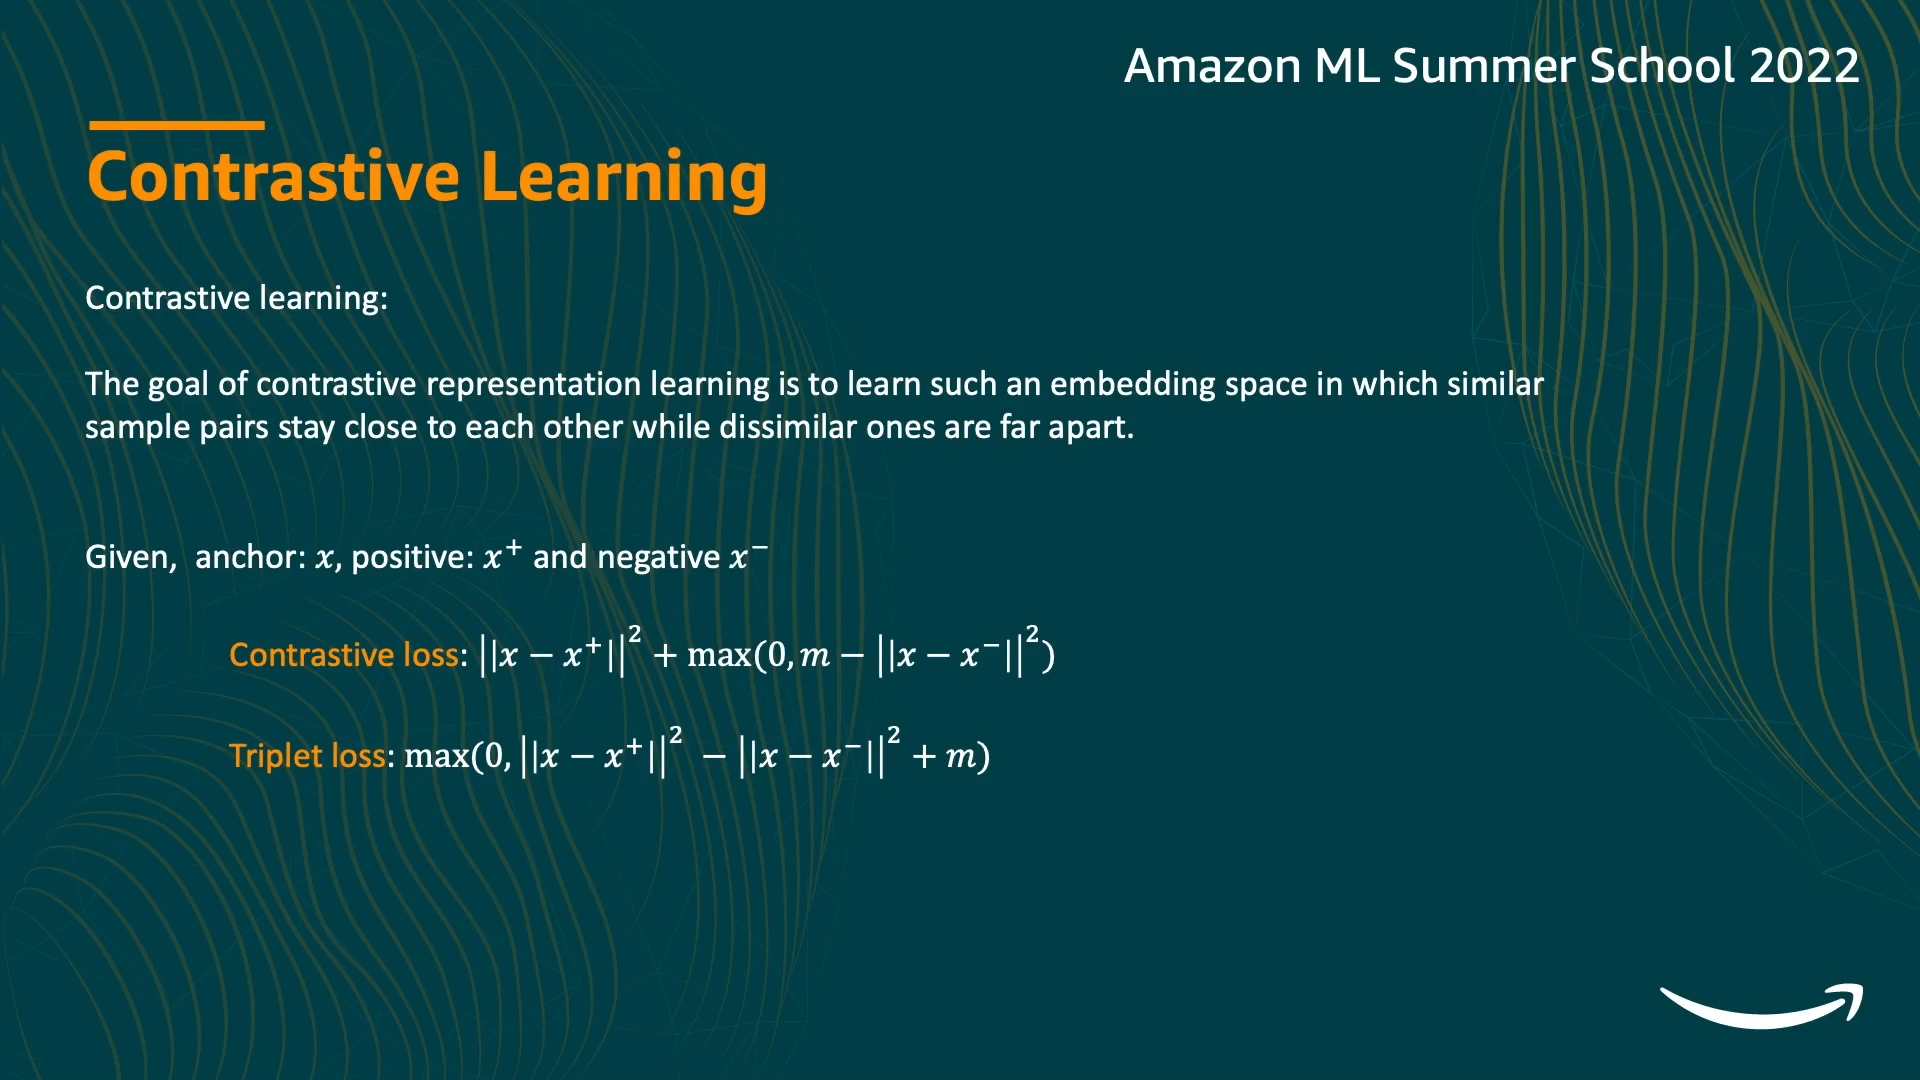 Amazon ML Summer School 2022
Contrastive Learning
Contrastive learning:
The goal of contrastive representation learning is to learn such an embedding space in which similar
sample pairs stay close to each other while dissimilar ones are far apart.
Given,  anchor: x, positive: x⁺ and negative x⁻
Contrastive loss: ||x − x⁺||² + max(0, m − ||x − x⁻||²)
Triplet loss: max(0, ||x − x⁺||² − ||x − x⁻||² + m)